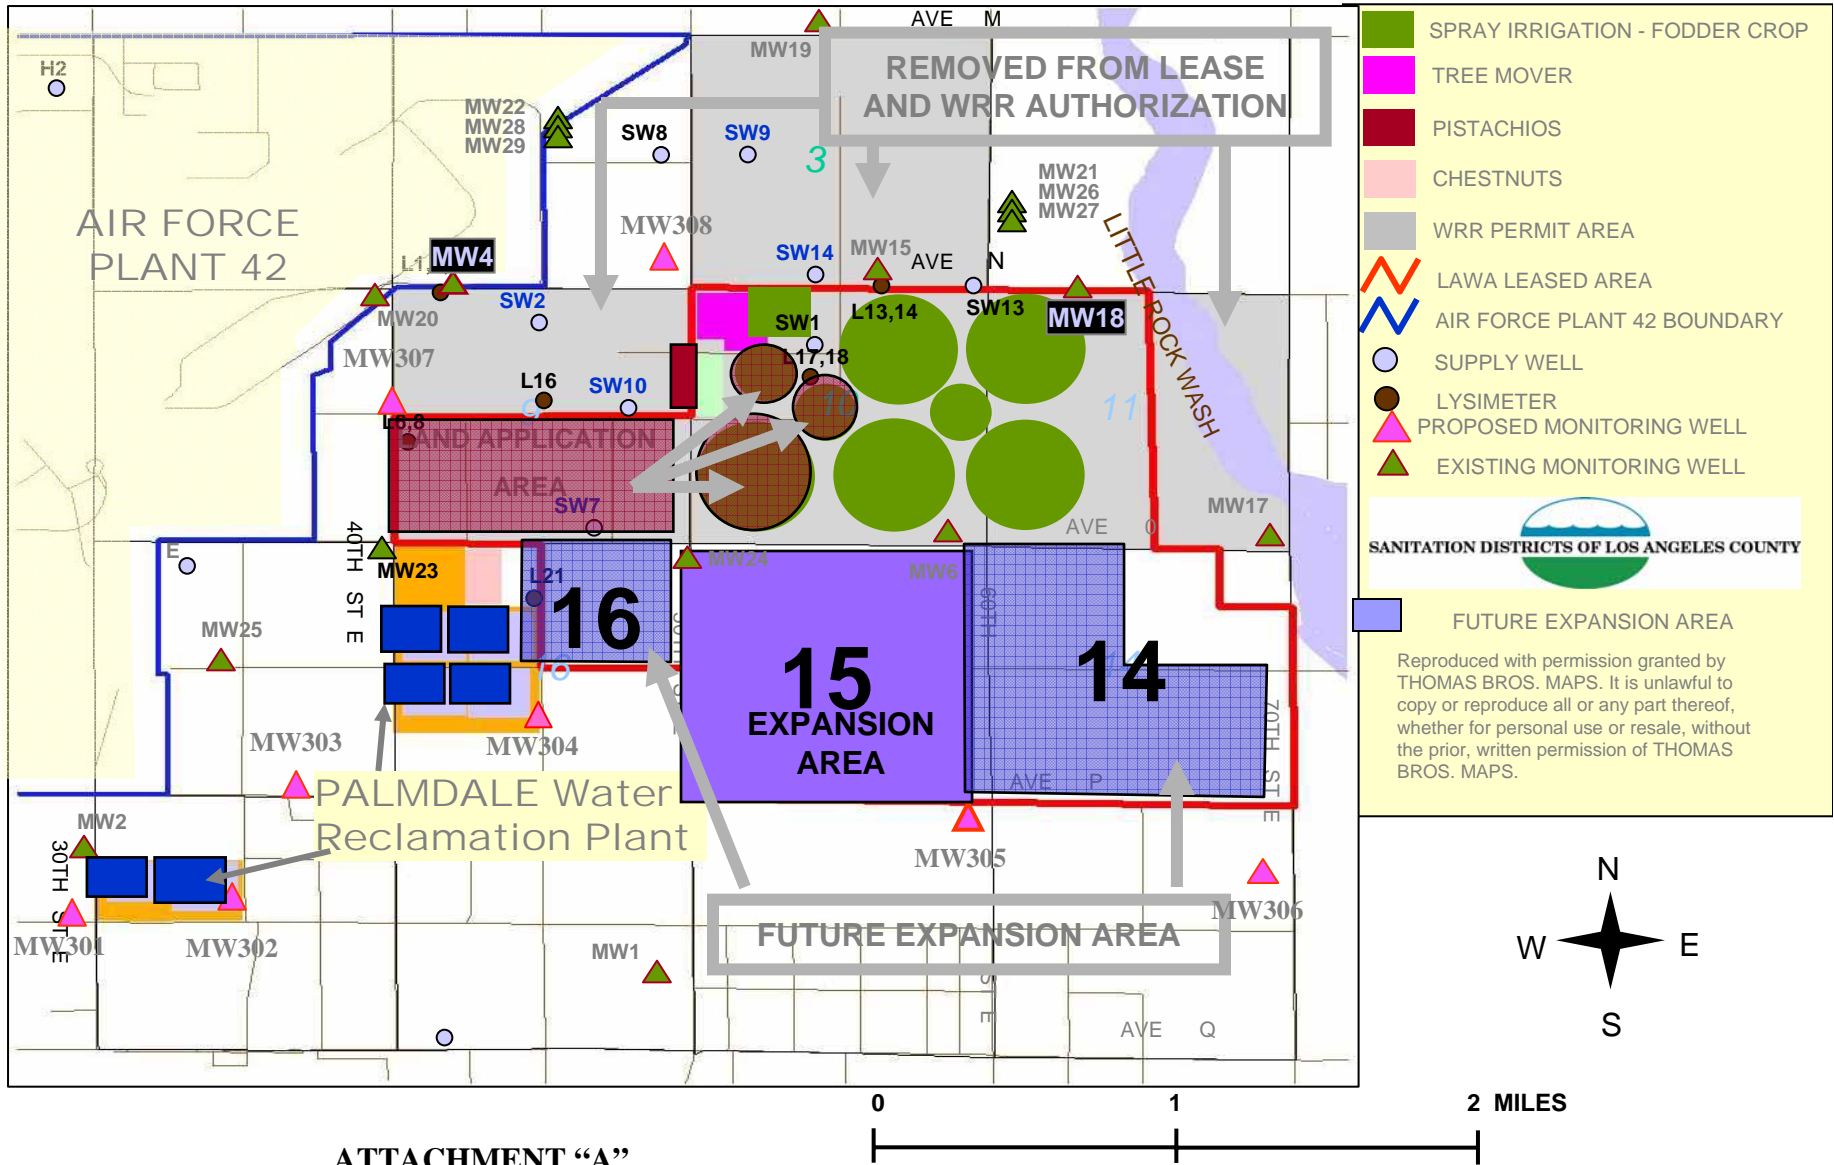 AVE M
MW19
H2
REMOVED FROM LEASE
AND WRR AUTHORIZATION
MW22
MW28
MW29
SW8
SW9
3
MW21
MW26
MW27
AIR FORCE
PLANT 42
MW308
LITTLE ROCK WASH
L1,
MW4
SW14
MW15
AVE N
SW2
MW20
SW1
L13,14
SW13
MW18
MW307
L17,18
L16
SW10
9
10
11
L6,8
LAND APPLICATION
AREA
SW7
MW17
AVE O
40TH ST E
E
MW23
MW24
MW6
L21
16
16
60TH
15
EXPANSION
AREA
14
14
MW25
70TH ST E
MW303
MW304
AVE P
PALMDALE Water
Reclamation Plant
MW2
30TH ST E
MW305
MW306
MW301
MW302
FUTURE EXPANSION AREA
MW1
ST E
AVE Q
SPRAY IRRIGATION - FODDER CROP
TREE MOVER
PISTACHIOS
CHESTNUTS
WRR PERMIT AREA
LAWA LEASED AREA
AIR FORCE PLANT 42 BOUNDARY
SUPPLY WELL
LYSIMETER
PROPOSED MONITORING WELL
EXISTING MONITORING WELL
SANITATION DISTRICTS OF LOS ANGELES COUNTY
FUTURE EXPANSION AREA
Reproduced with permission granted by
THOMAS BROS. MAPS. It is unlawful to
copy or reproduce all or any part thereof,
whether for personal use or resale, without
the prior, written permission of THOMAS
BROS. MAPS.
N
W E
S
0 1 2 MILES
ATTACHMENT “A”